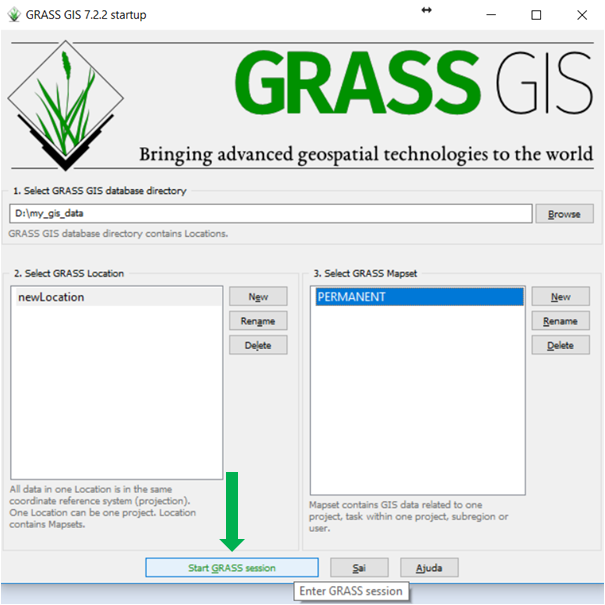 GRASS GIS 7.2.2 startup
GRASS GIS
Bringing advanced geospatial technologies to the world
1. Select GRASS GIS database directory
D:\my_gis_data
Browse
GRASS GIS database directory contains Locations.
2. Select GRASS Location
newLocation
New
Rename
Delete
All data in one Location is in the same
coordinate reference system (projection).
One Location can be one project. Location
contains Mapsets.
3. Select GRASS Mapset
PERMANENT
New
Rename
Delete
Mapset contains GIS data related to one
project, task within one project, subregion or
user.
Start GRASS session
Sai
Ajuda
Enter GRASS session